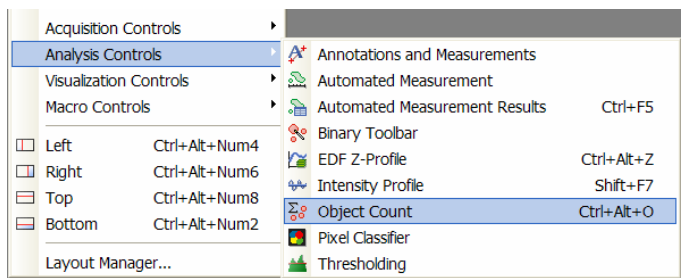 Acquisition Controls
Analysis Controls
Visualization Controls
Macro Controls
Left Ctrl+Alt+Num4
Right Ctrl+Alt+Num6
Top Ctrl+Alt+Num8
Bottom Ctrl+Alt+Num2
Layout Manager...
Annotations and Measurements
Automated Measurement
Automated Measurement Results Ctrl+F5
Binary Toolbar
EDF Z-Profile Ctrl+Alt+Z
Intensity Profile Shift+F7
Object Count Ctrl+Alt+O
Pixel Classifier
Thresholding